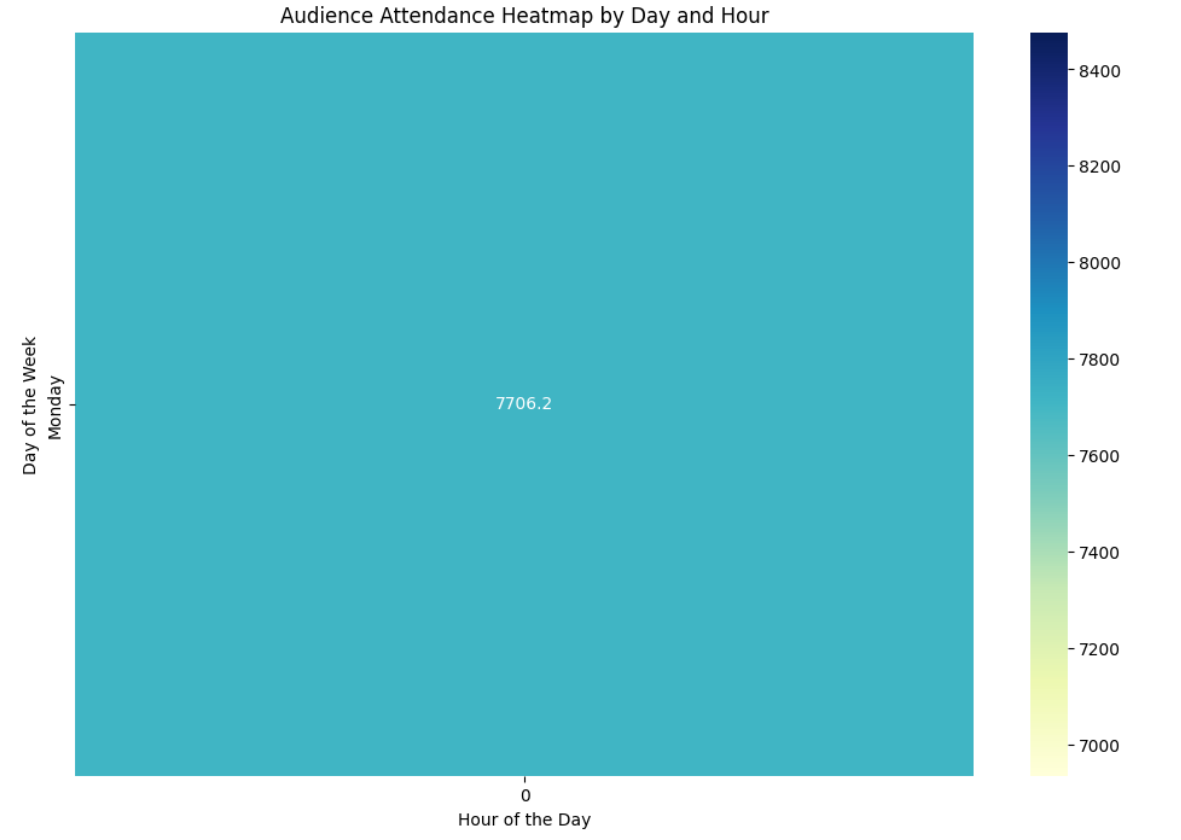 Audience Attendance Heatmap by Day and Hour
Day of the Week
Monday
7706.2
0
Hour of the Day
8400
8200
8000
7800
7600
7400
7200
7000